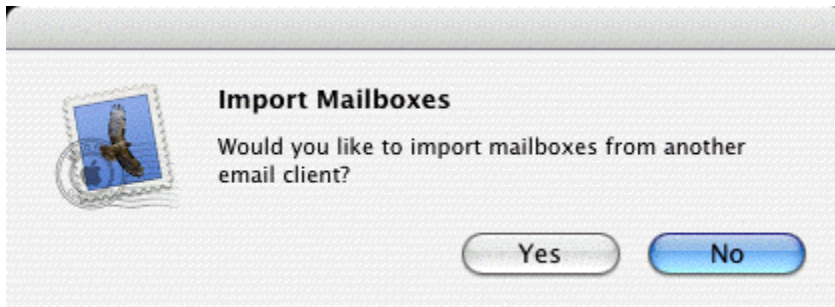 Import Mailboxes
Would you like to import mailboxes from another
email client?
Yes
No